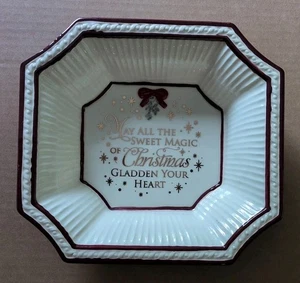 May All the
Sweet Magic
of Christmas
Gladden Your
Heart